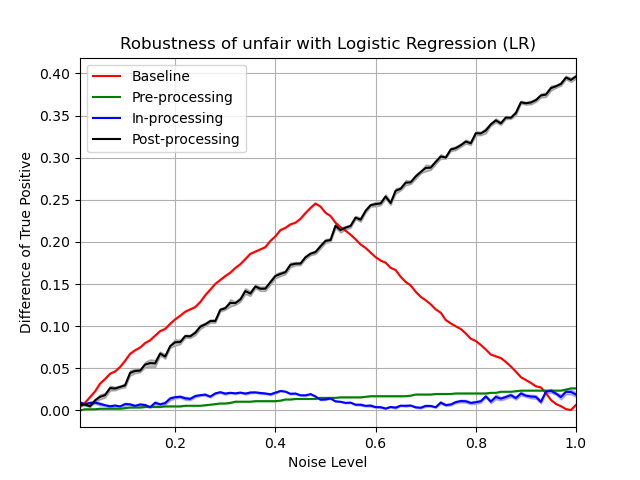 Robustness of unfair with Logistic Regression (LR)
Baseline
Pre-processing
In-processing
Post-processing
Difference of True Positive
0.40
0.35
0.30
0.25
0.20
0.15
0.10
0.05
0.00
0.2 0.4 0.6 0.8 1.0
Noise Level